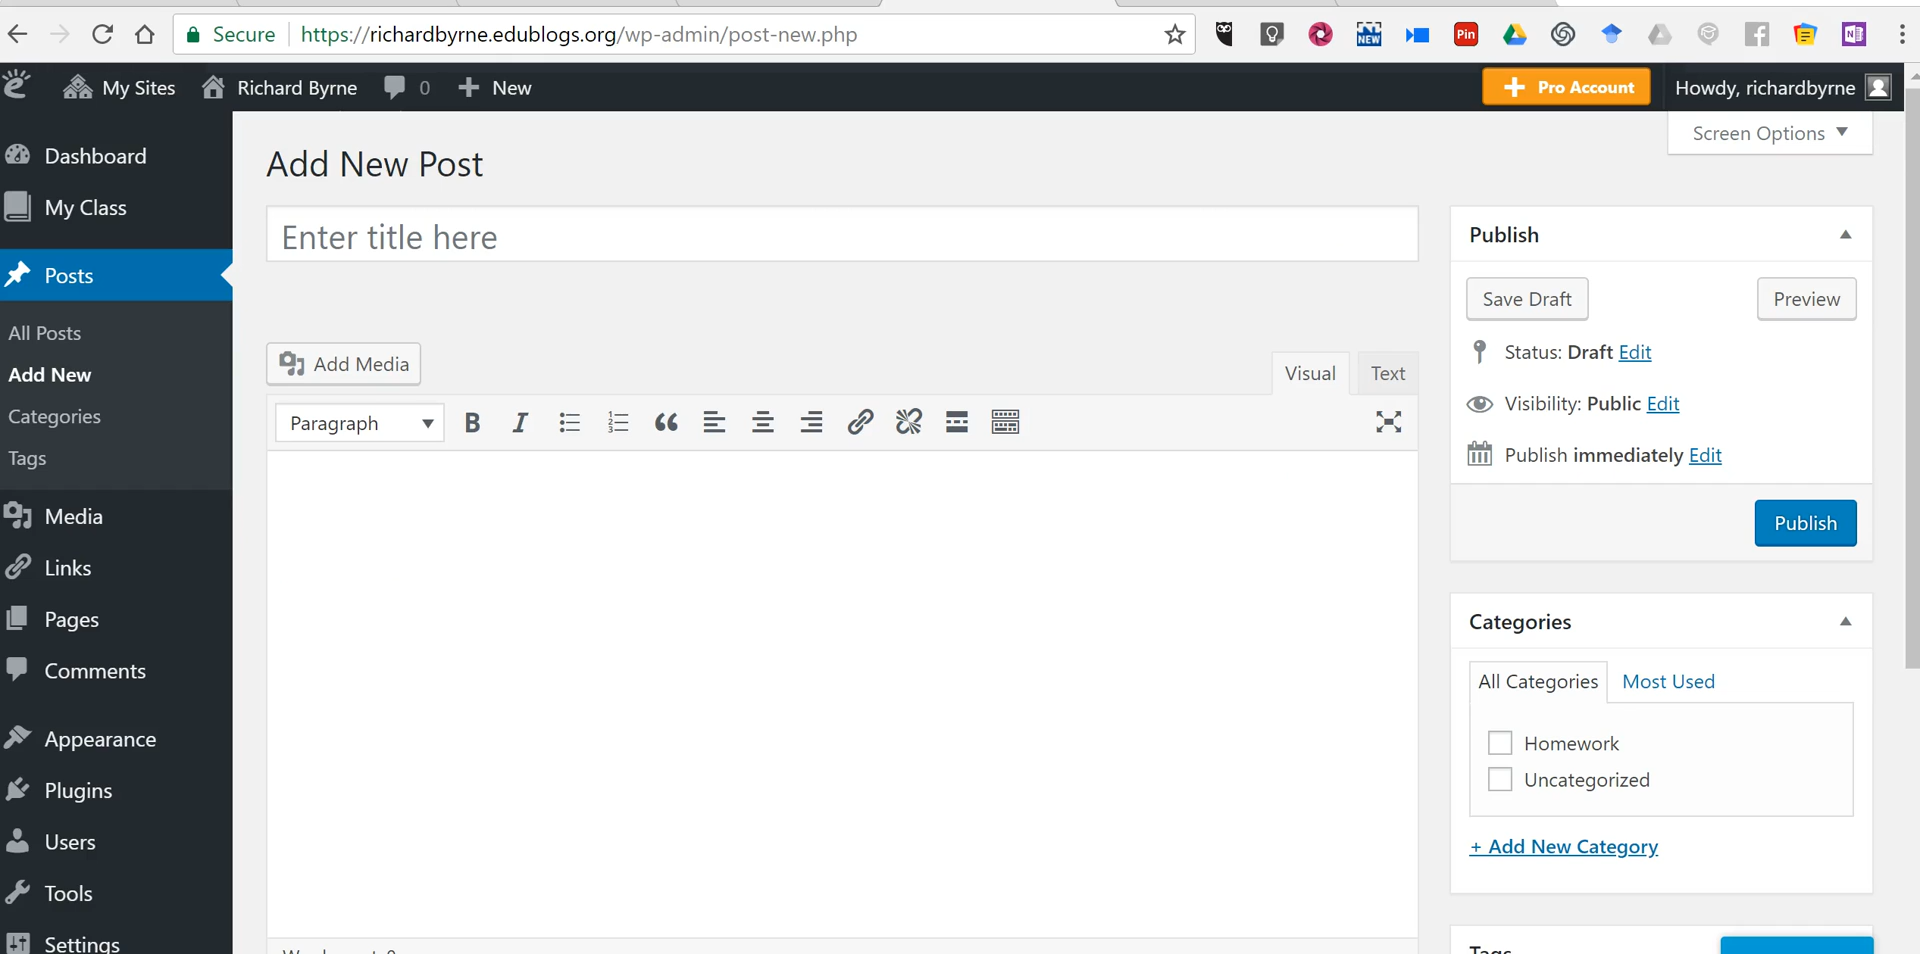 Secure https://richardbyrne.edublogs.org/wp-admin/post-new.php
NEW
Pin
N
My Sites Richard Byrne 0 New
Pro Account
Howdy, richardbyrne
Screen Options
Dashboard
My Class
Posts
All Posts
Add New
Categories
Tags
Media
Links
Pages
Comments
Appearance
Plugins
Users
Tools
Settings
Add New Post
Enter title here
Add Media
Visual Text
Paragraph
B I
Publish
Save Draft Preview
Status: Draft Edit
Visibility: Public Edit
Publish immediately Edit
Publish
Categories
All Categories Most Used
Homework
Uncategorized
+ Add New Category
Tags